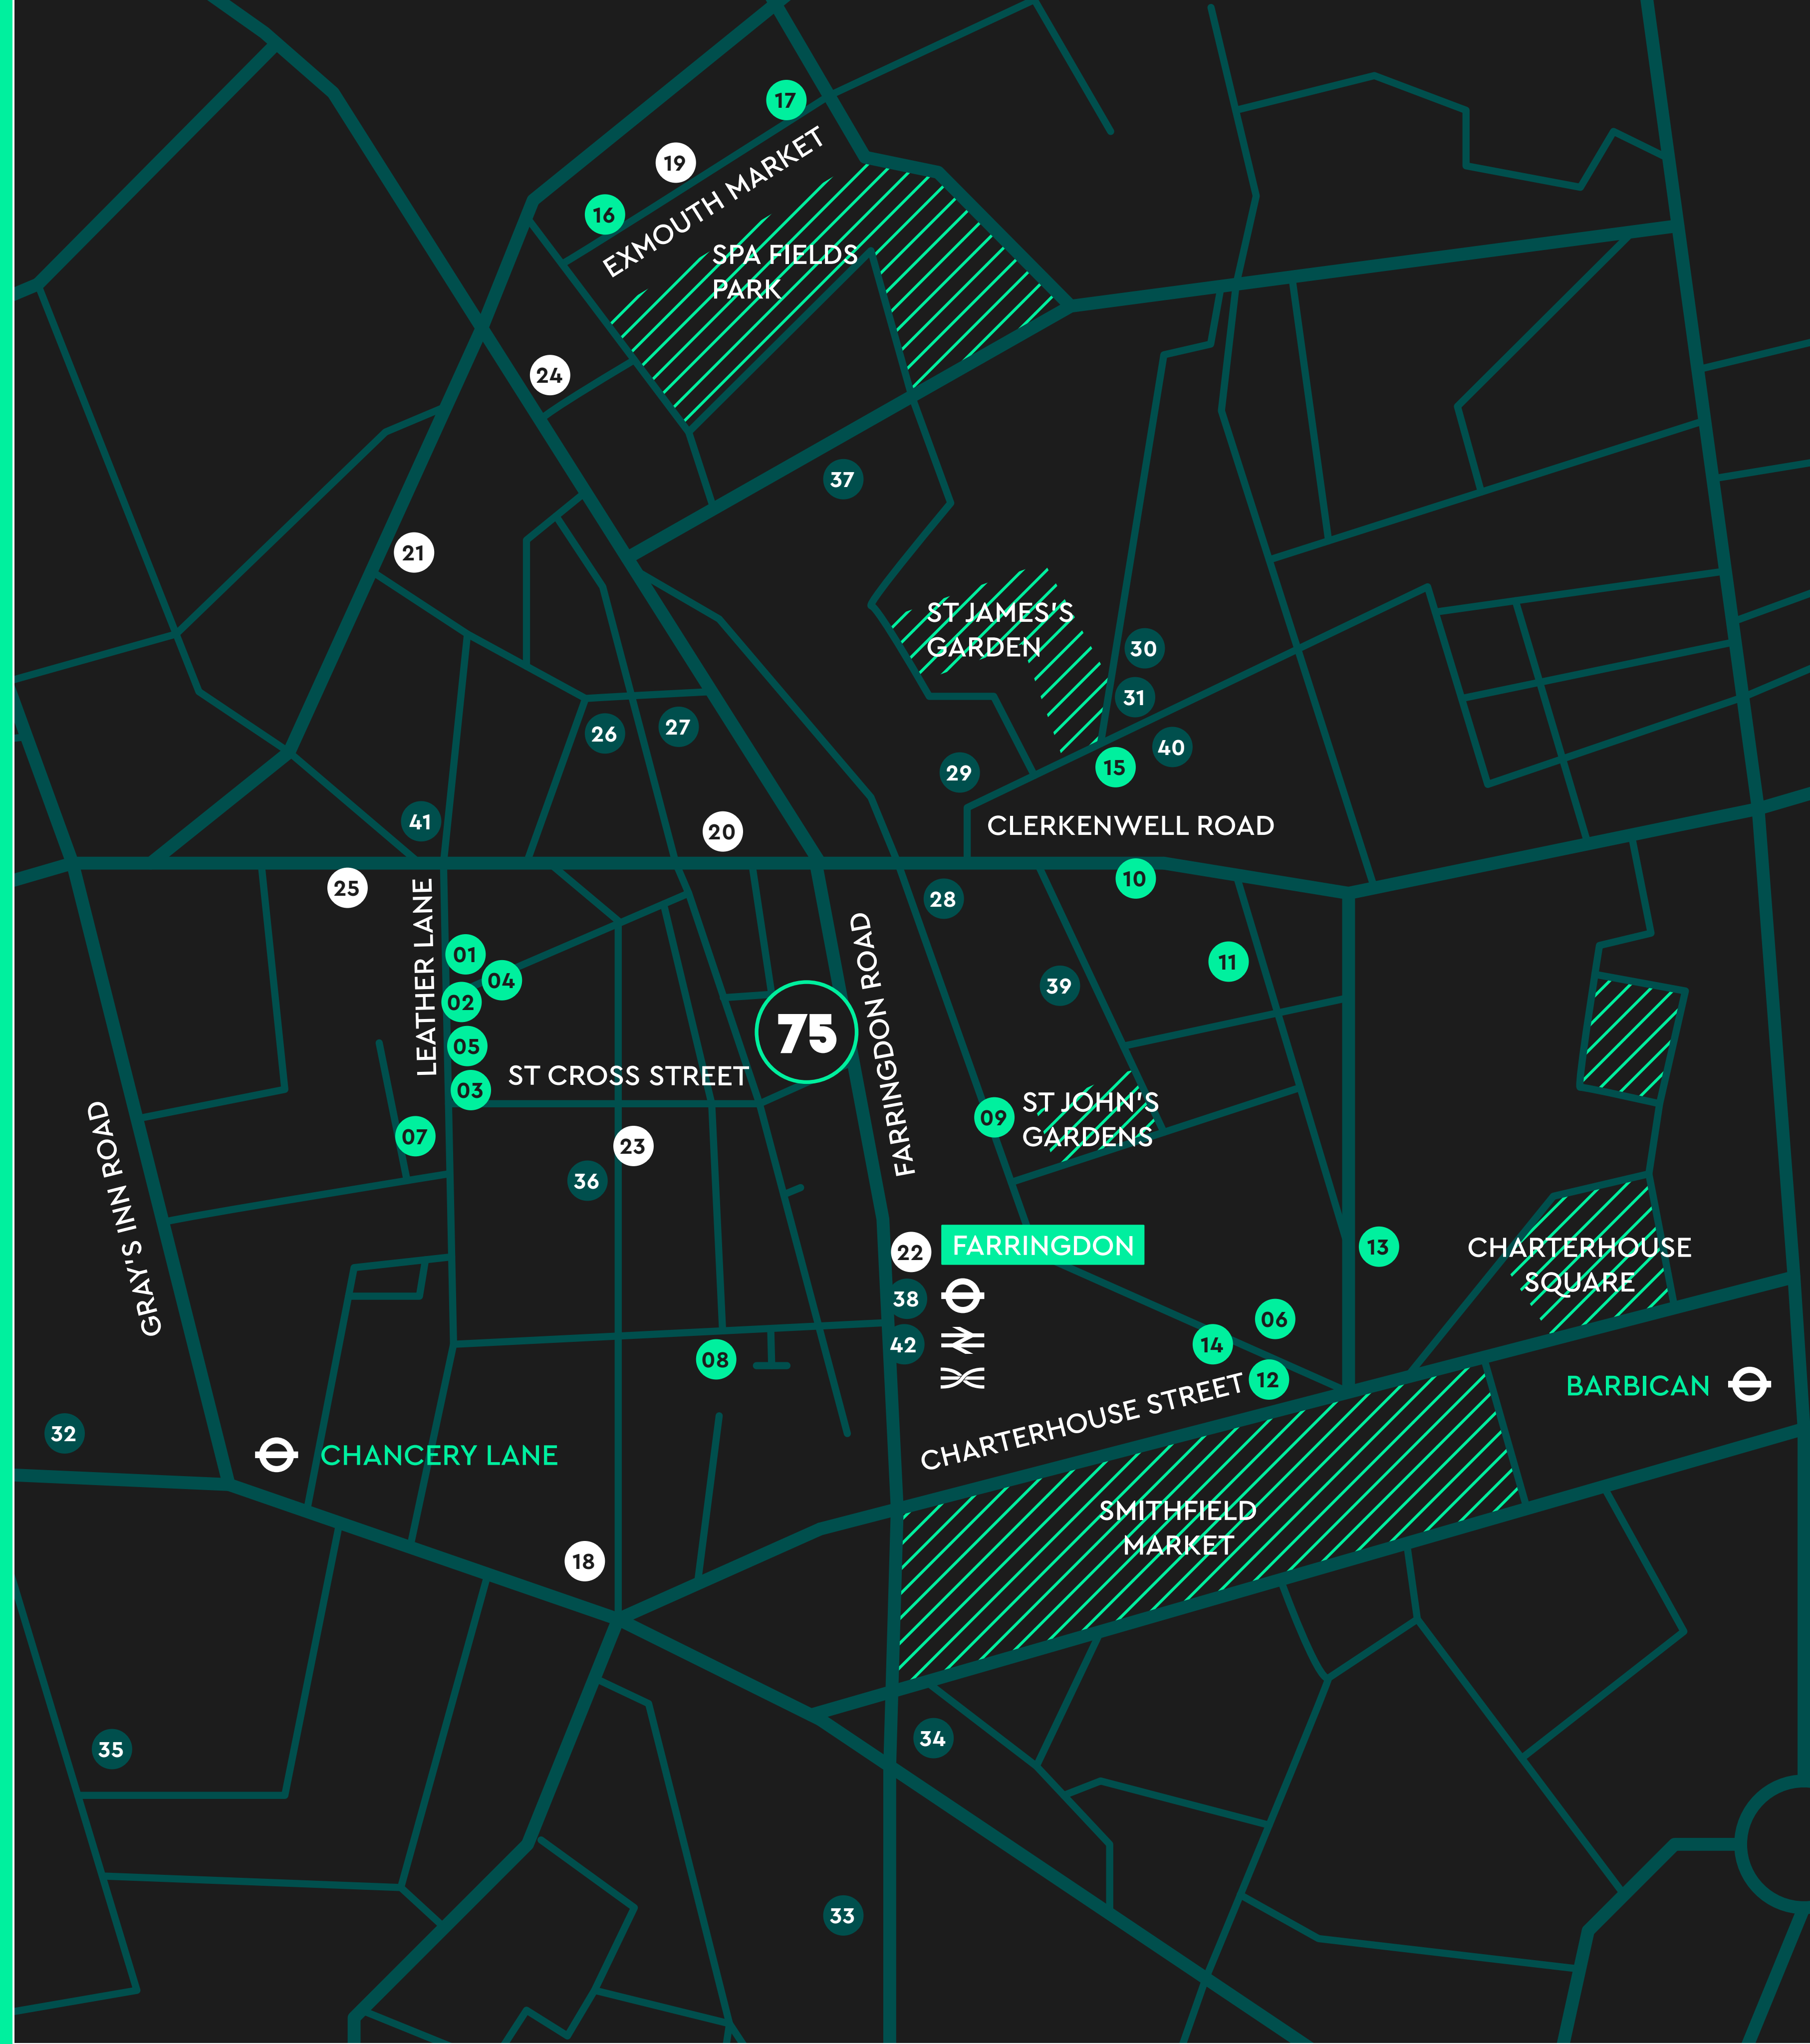 17
19
EXMOUTH MARKET
16
SPA FIELDS
PARK
24
37
21
ST JAMES'S
GARDEN
30
31
26
27
40
29
15
41
20
CLERKENWELL ROAD
25
10
28
LEATHER LANE
01
04
02
11
39
75
FARRINGDON ROAD
05
ST CROSS STREET
03
ST JOHN'S
GARDENS
09
07
23
36
GRAY'S INN ROAD
22
FARRINGDON
13
CHARTERHOUSE
SQUARE
38
06
42
14
08
12
CHARTERHOUSE STREET
BARBICAN
32
CHANCERY LANE
SMITHFIELD
MARKET
18
34
35
33